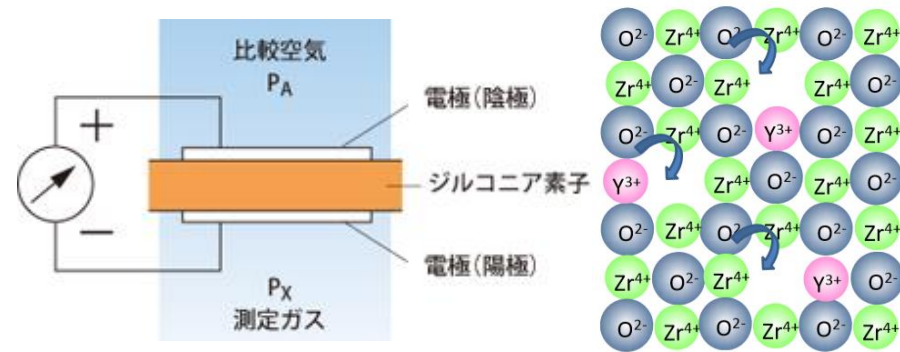 比較空気
P_A
電極(陰極)
+
ジルコニア素子
−
電極(陽極)
P_X
測定ガス
O²⁻ Zr⁴⁺ O²⁻ Zr⁴⁺ O²⁻ Zr⁴⁺
Zr⁴⁺ O²⁻ Zr⁴⁺ Zr⁴⁺ O²⁻
O²⁻ Zr⁴⁺ O²⁻ Y³⁺ O²⁻ Zr⁴⁺
Y³⁺ Zr⁴⁺ O²⁻ Zr⁴⁺ O²⁻
O²⁻ Zr⁴⁺ O²⁻ Zr⁴⁺ O²⁻ Zr⁴⁺
Zr⁴⁺ O²⁻ Zr⁴⁺ Y³⁺ O²⁻
O²⁻ Zr⁴⁺ O²⁻ Zr⁴⁺ O²⁻ Zr⁴⁺